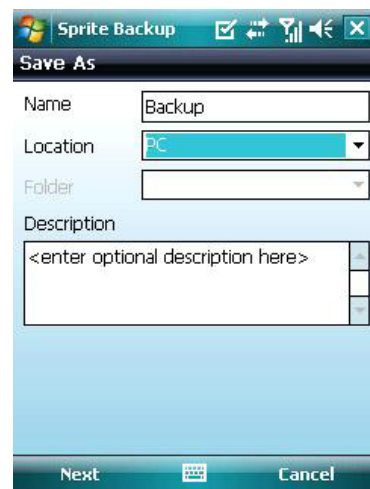 Sprite Backup
Save As
Name Backup
Location PC
Folder
Description
<enter optional description here>
Next Cancel